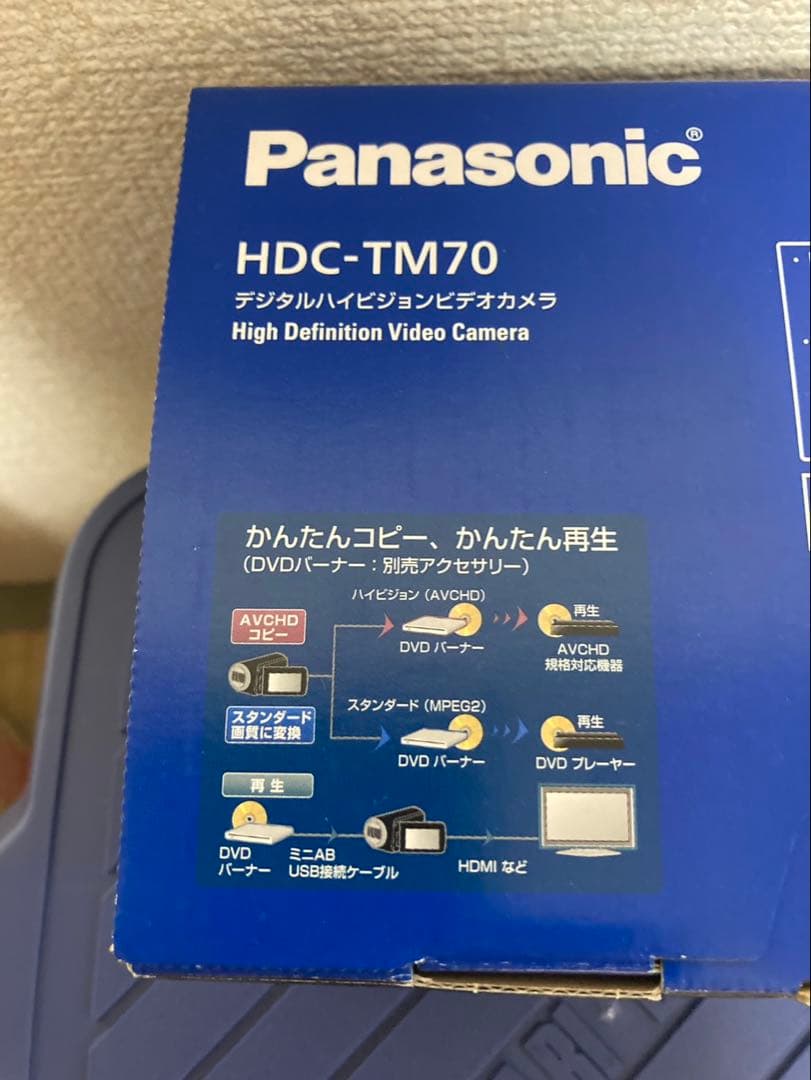 Panasonic®
HDC-TM70
デジタルハイビジョンビデオカメラ
High Definition Video Camera
かんたんコピー、かんたん再生
（DVDバーナー：別売アクセサリー）
ハイビジョン（AVCHD）
AVCHD
コピー
DVD バーナー
再生
AVCHD
規格対応機器
スタンダード（MPEG2）
スタンダード
画質に変換
DVD バーナー
再生
DVD プレーヤー
再 生
DVD
バーナー
ミニAB
USB接続ケーブル
HDMI など